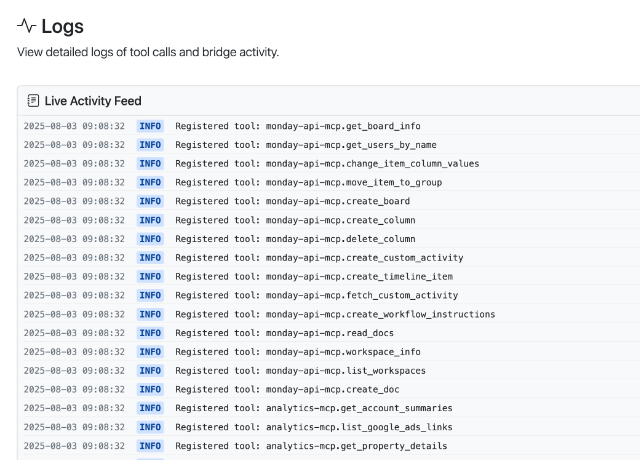 Logs
View detailed logs of tool calls and bridge activity.
Live Activity Feed
2025-08-03 09:08:32 INFO Registered tool: monday-api-mcp.get_board_info
2025-08-03 09:08:32 INFO Registered tool: monday-api-mcp.get_users_by_name
2025-08-03 09:08:32 INFO Registered tool: monday-api-mcp.change_item_column_values
2025-08-03 09:08:32 INFO Registered tool: monday-api-mcp.move_item_to_group
2025-08-03 09:08:32 INFO Registered tool: monday-api-mcp.create_board
2025-08-03 09:08:32 INFO Registered tool: monday-api-mcp.create_column
2025-08-03 09:08:32 INFO Registered tool: monday-api-mcp.delete_column
2025-08-03 09:08:32 INFO Registered tool: monday-api-mcp.create_custom_activity
2025-08-03 09:08:32 INFO Registered tool: monday-api-mcp.create_timeline_item
2025-08-03 09:08:32 INFO Registered tool: monday-api-mcp.fetch_custom_activity
2025-08-03 09:08:32 INFO Registered tool: monday-api-mcp.create_workflow_instructions
2025-08-03 09:08:32 INFO Registered tool: monday-api-mcp.read_docs
2025-08-03 09:08:32 INFO Registered tool: monday-api-mcp.workspace_info
2025-08-03 09:08:32 INFO Registered tool: monday-api-mcp.list_workspaces
2025-08-03 09:08:32 INFO Registered tool: monday-api-mcp.create_doc
2025-08-03 09:08:32 INFO Registered tool: analytics-mcp.get_account_summaries
2025-08-03 09:08:32 INFO Registered tool: analytics-mcp.list_google_ads_links
2025-08-03 09:08:32 INFO Registered tool: analytics-mcp.get_property_details